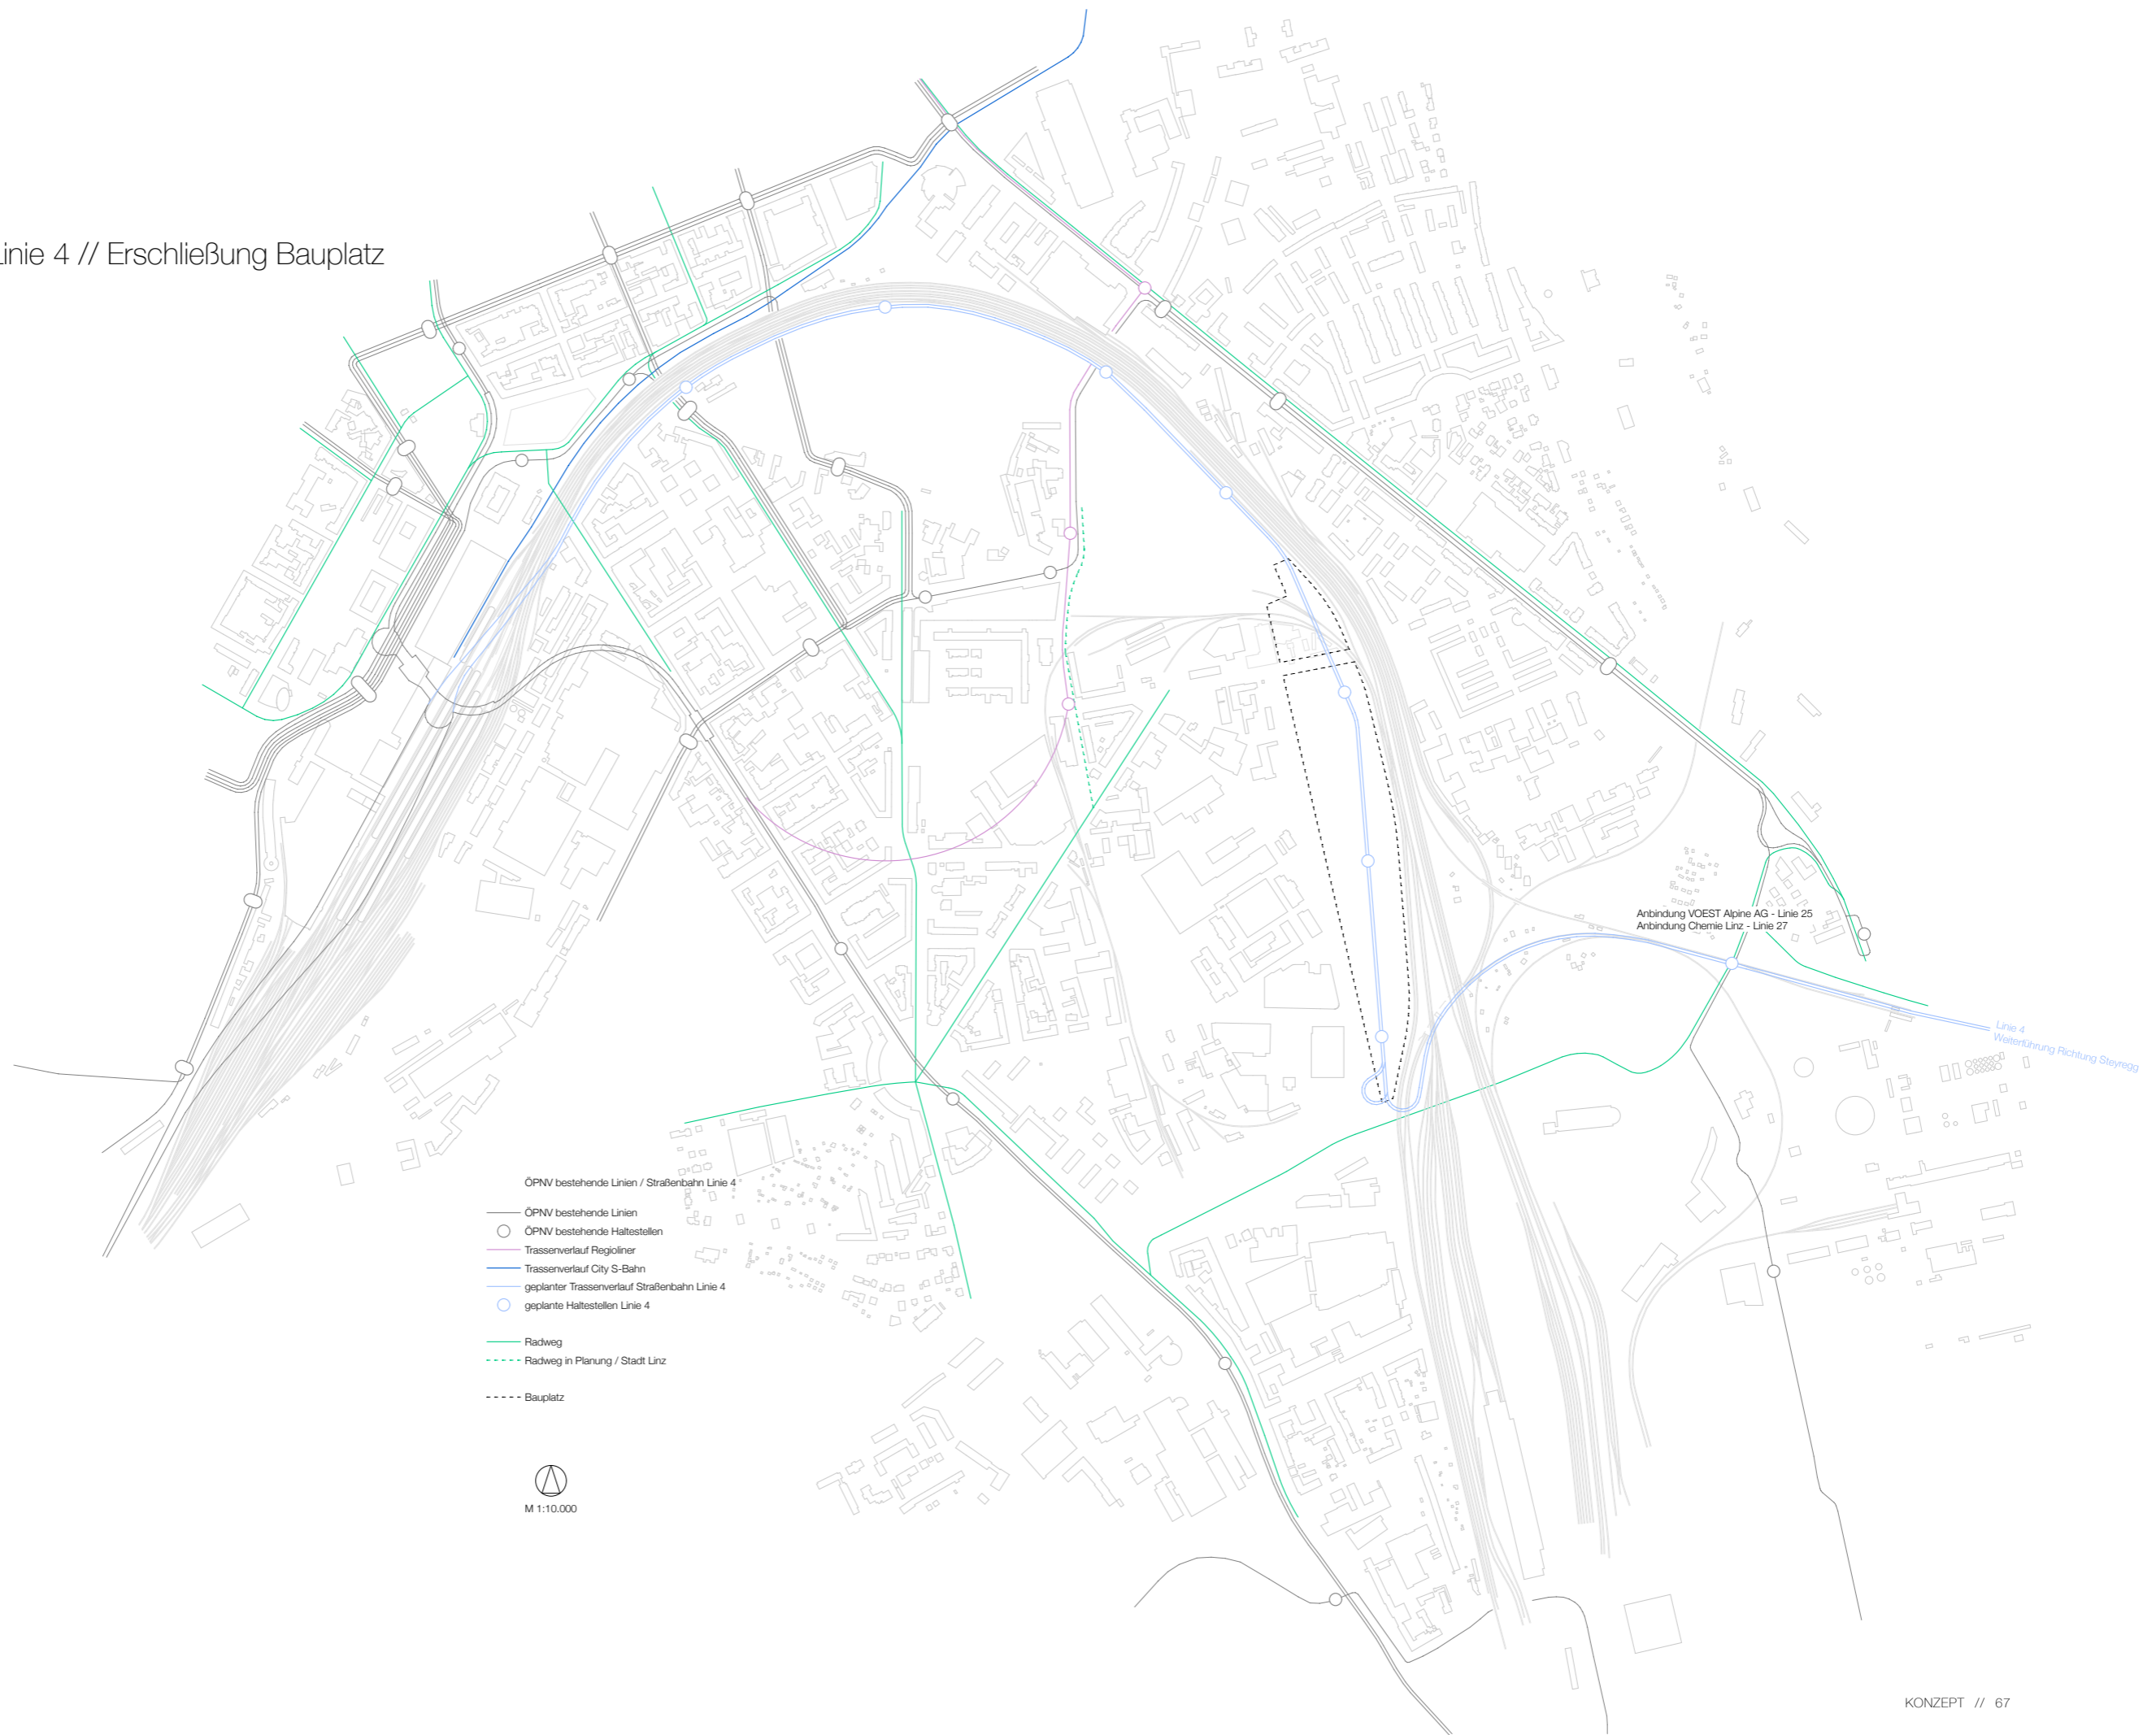 Linie 4 // Erschließung Bauplatz
Anbindung VOEST Alpine AG - Linie 25
Anbindung Chemie Linz - Linie 27
Linie 4
Weiterführung Richtung Steyregg
ÖPNV bestehende Linien / Straßenbahn Linie 4
ÖPNV bestehende Linien
ÖPNV bestehende Haltestellen
Trassenverlauf Regioliner
Trassenverlauf City S-Bahn
geplanter Trassenverlauf Straßenbahn Linie 4
geplante Haltestellen Linie 4
Radweg
Radweg in Planung / Stadt Linz
Bauplatz
M 1:10.000
KONZEPT // 67